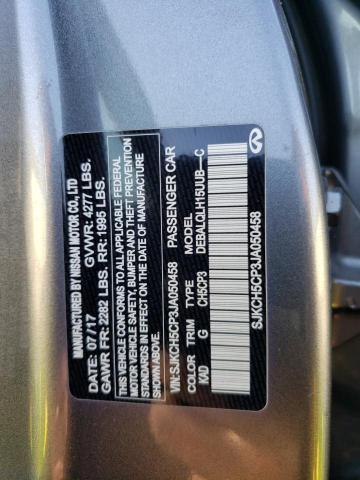 MANUFACTURED BY NISSAN MOTOR CO., LTD
DATE: 07/17 GVWR: 4277 LBS.
GAWR FR: 2282 LBS. RR: 1995 LBS.
THIS VEHICLE CONFORMS TO ALL APPLICABLE FEDERAL
MOTOR VEHICLE SAFETY, BUMPER AND THEFT PREVENTION
STANDARDS IN EFFECT ON THE DATE OF MANUFACTURE
SHOWN ABOVE.
VIN:SJKCH5CP3JA050458 PASSENGER CAR
COLOR TRIM TYPE MODEL
KAD G CH5CP3 DEBALQLH15UUB---C
SJKCH5CP3JA050458